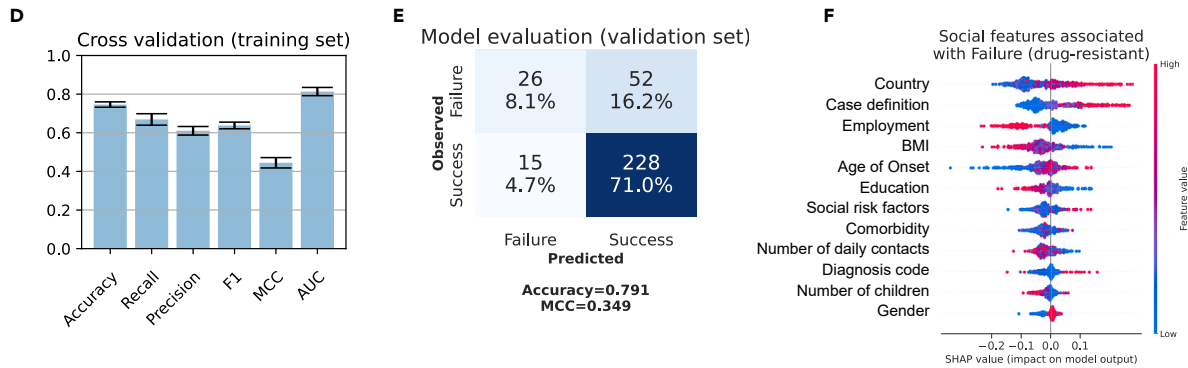 D
Cross validation (training set)
1.0
0.8
0.6
0.4
0.2
0.0
Accuracy
Recall
Precision
F1
MCC
AUC
E
Model evaluation (validation set)
Observed
Failure
Success
26
8.1%
52
16.2%
15
4.7%
228
71.0%
Failure
Success
Predicted
Accuracy=0.791
MCC=0.349
F
Social features associated
with Failure (drug-resistant)
Country
Case definition
Employment
BMI
Age of Onset
Education
Social risk factors
Comorbidity
Number of daily contacts
Diagnosis code
Number of children
Gender
−0.2 −0.1 0.0 0.1
SHAP value (impact on model output)
High
Feature value
Low